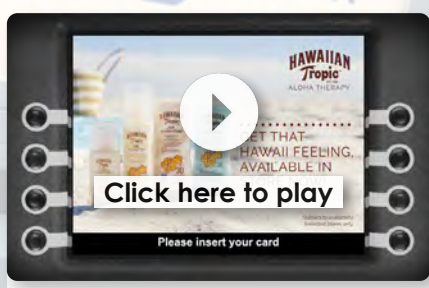 HAWAIIAN
Tropic
ALOHA THERAPY
GET THAT
HAWAII FEELING,
AVAILABLE IN
Click here to play
Please insert your card